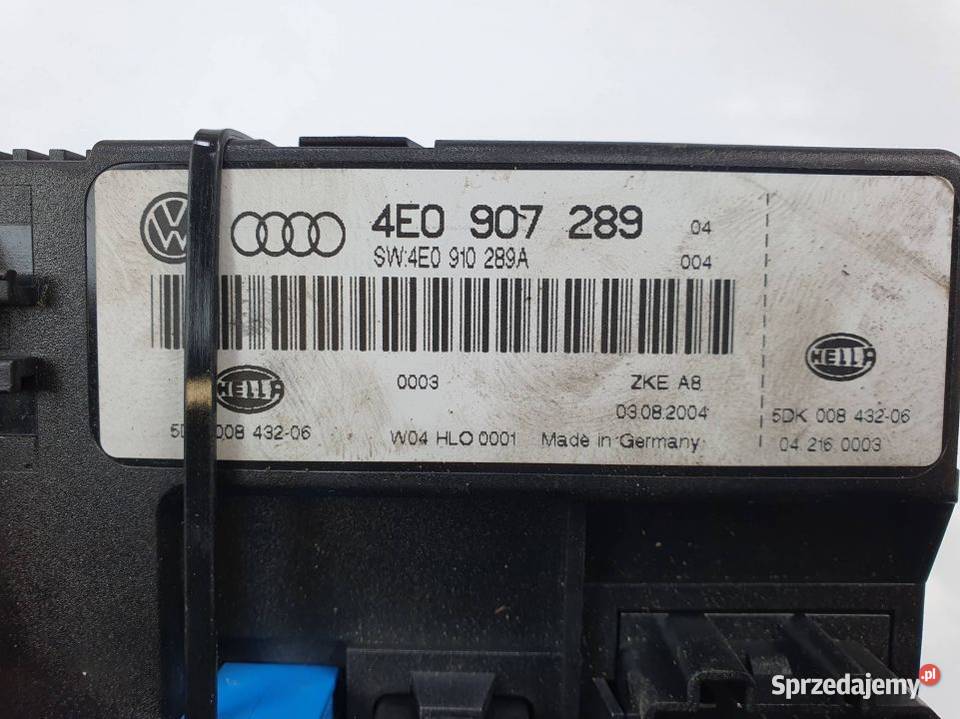 4E0 907 289 04
SW:4E0 910 289A 004
HELLA
HELLA
0003 ZKE A8
03.08.2004
008 432-06
5DK 008 432-06
W04 HLO 0001 Made in Germany
04 216 0003
Sprzedajemy.pl